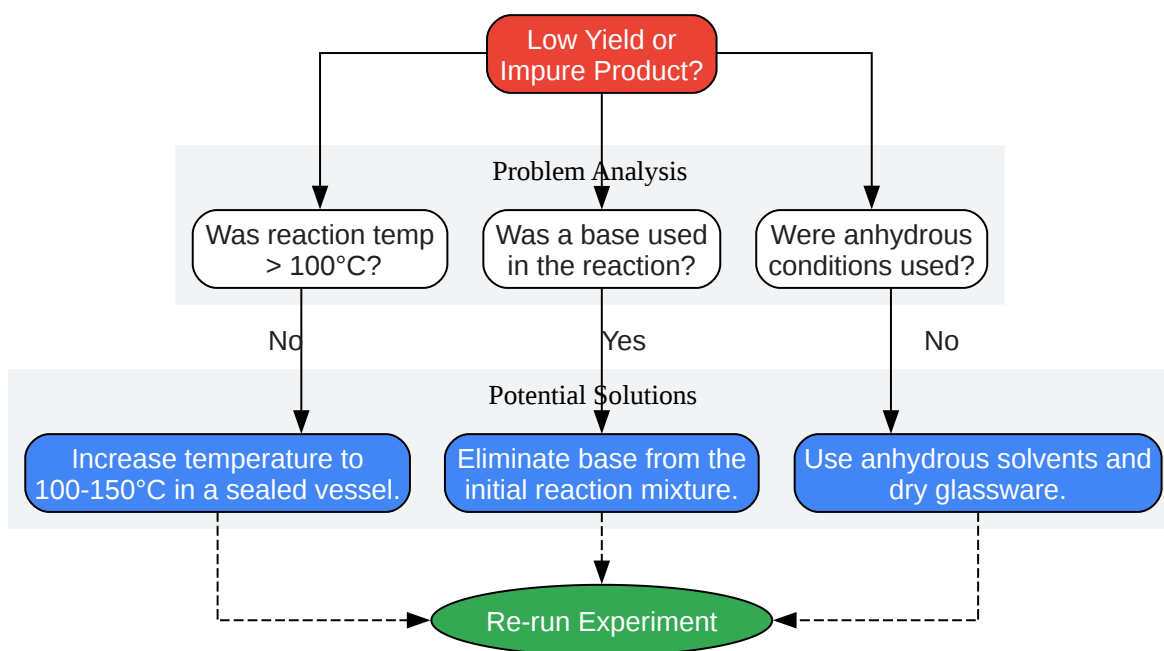 Low Yield or
Impure Product?
Problem Analysis
Was reaction temp
> 100°C?
Was a base used
in the reaction?
Were anhydrous
conditions used?
No
Yes
No
Potential Solutions
Increase temperature to
100-150°C in a sealed vessel.
Eliminate base from the
initial reaction mixture.
Use anhydrous solvents and
dry glassware.
Re-run Experiment